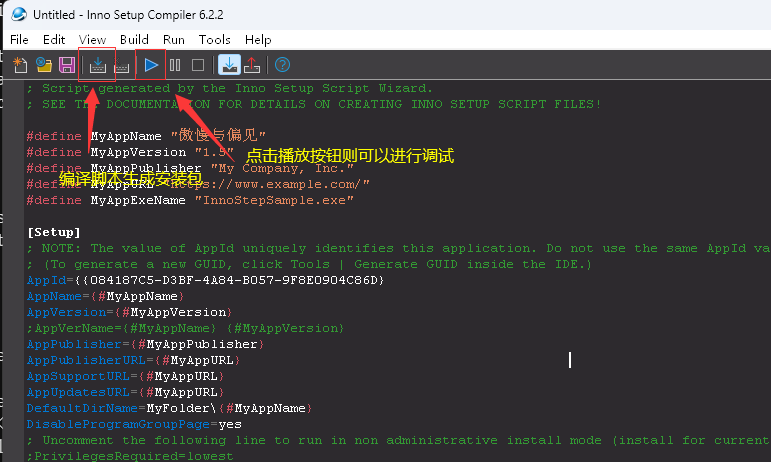 Untitled - Inno Setup Compiler 6.2.2
File Edit View Build Run Tools Help
; Script generated by the Inno Setup Script Wizard.
; SEE THE DOCUMENTATION FOR DETAILS ON CREATING INNO SETUP SCRIPT FILES!
#define MyAppName "傲慢与偏见"
#define MyAppVersion "1.5"
点击播放按钮则可以进行调试
#define MyAppPublisher "My Company, Inc."
编译脚本生成安装包
#define MyAppURL "https://www.example.com/"
#define MyAppExeName "InnoStepSample.exe"
[Setup]
; NOTE: The value of AppId uniquely identifies this application. Do not use the same AppId va
; (To generate a new GUID, click Tools | Generate GUID inside the IDE.)
AppId={{084187C5-D3BF-4A84-B057-9F8E0904C86D}
AppName={#MyAppName}
AppVersion={#MyAppVersion}
;AppVerName={#MyAppName} {#MyAppVersion}
AppPublisher={#MyAppPublisher}
AppPublisherURL={#MyAppURL}
AppSupportURL={#MyAppURL}
AppUpdatesURL={#MyAppURL}
DefaultDirName=MyFolder\{#MyAppName}
DisableProgramGroupPage=yes
; Uncomment the following line to run in non administrative install mode (install for current
;PrivilegesRequired=lowest